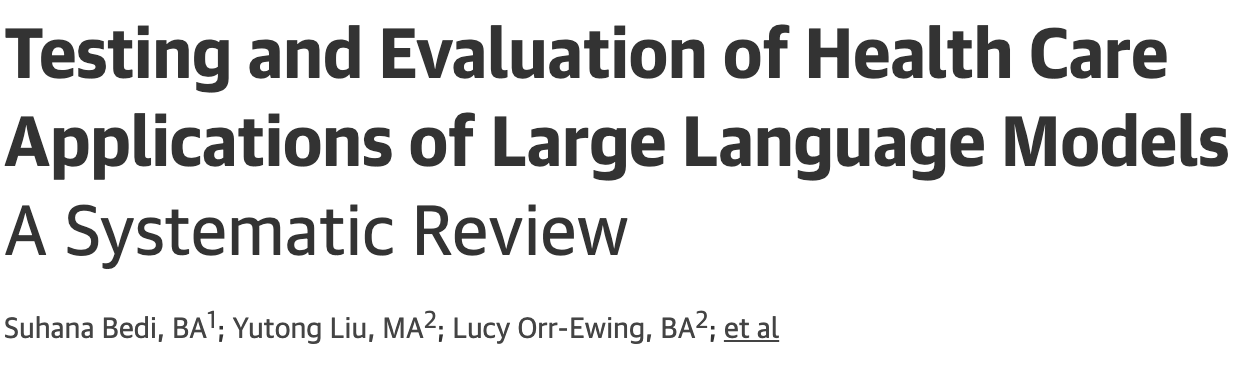 Testing and Evaluation of Health Care
Applications of Large Language Models
A Systematic Review
Suhana Bedi, BA1; Yutong Liu, MA2; Lucy Orr-Ewing, BA2; et al